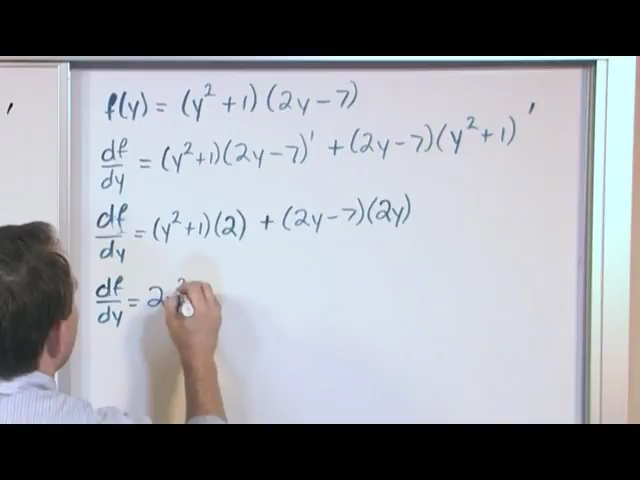 f(y) = (y² + 1) (2y - 7)
df/dy = (y²+1)(2y - 7)' + (2y - 7)(y² + 1)'
df/dy = (y²+1)(2) + (2y - 7)(2y)
df/dy = 2